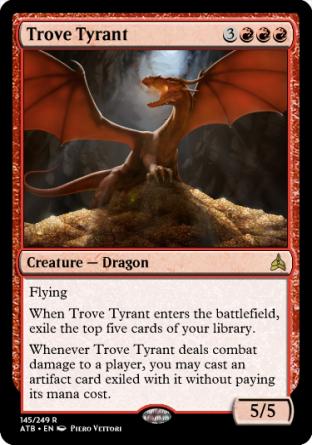 Trove Tyrant 3
Creature — Dragon
Flying
When Trove Tyrant enters the battlefield,
exile the top five cards of your library.
Whenever Trove Tyrant deals combat
damage to a player, you may cast an
artifact card exiled with it without paying
its mana cost.
5/5
145/249 R
ATB • EN Piero Vettori